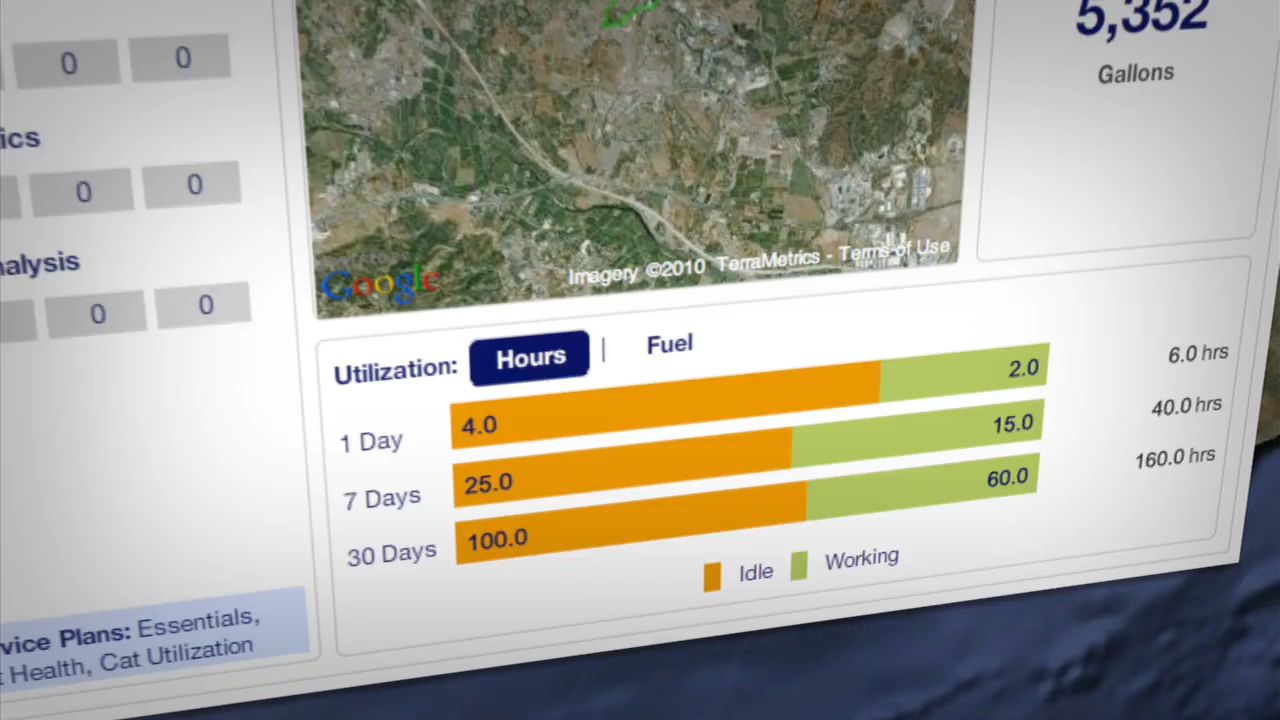 0 0
ics
0 0
nalysis
0 0
vice Plans: Essentials,
t Health, Cat Utilization
Google
Imagery ©2010 TerraMetrics - Terms of Use
5,352
Gallons
Utilization: Hours | Fuel
1 Day 4.0 2.0 6.0 hrs
7 Days 25.0 15.0 40.0 hrs
30 Days 100.0 60.0 160.0 hrs
Idle Working